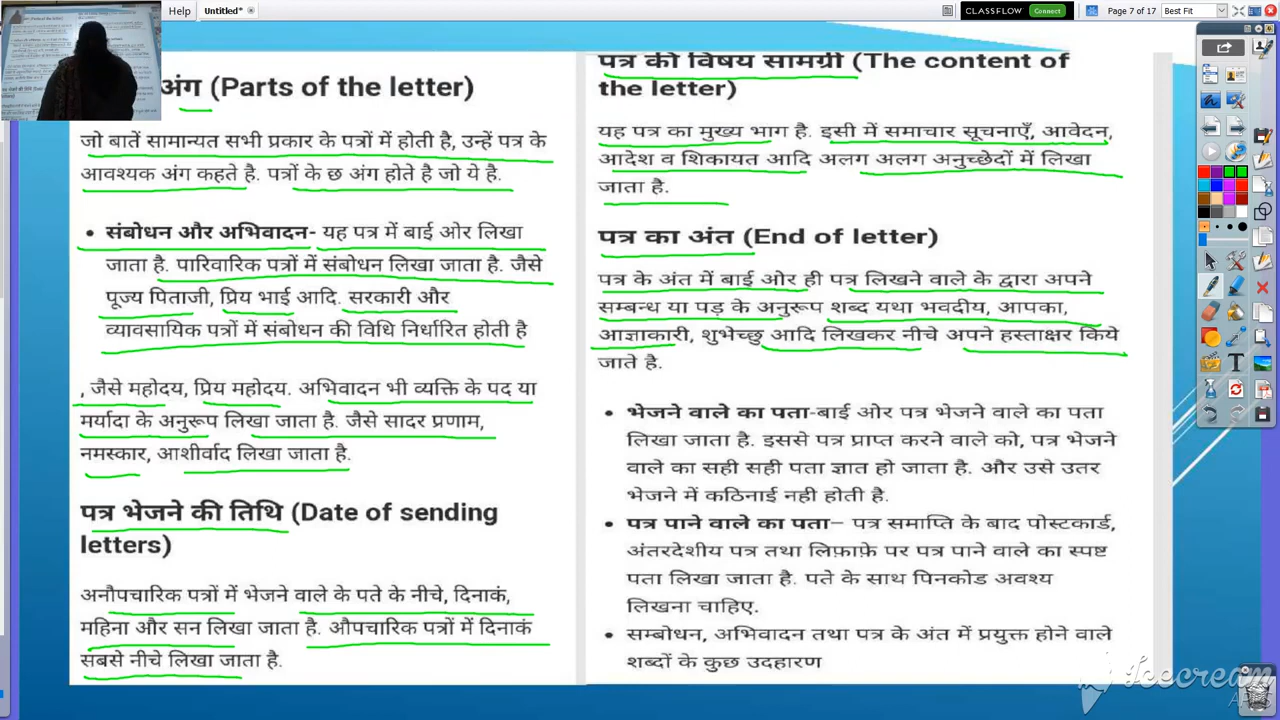 Help
Untitled*
CLASSFLOW
Connect
Page 7 of 17
Best Fit
अंग (Parts of the letter)
जो बातें सामान्यत सभी प्रकार के पत्रों में होती है, उन्हें पत्र के
आवश्यक अंग कहते है. पत्रों के छ अंग होते है जो ये है.
• संबोधन और अभिवादन- यह पत्र में बाई ओर लिखा
जाता है. पारिवारिक पत्रों में संबोधन लिखा जाता है. जैसे
पूज्य पिताजी, प्रिय भाई आदि. सरकारी और
व्यावसायिक पत्रों में संबोधन की विधि निर्धारित होती है
, जैसे महोदय, प्रिय महोदय. अभिवादन भी व्यक्ति के पद या
मर्यादा के अनुरूप लिखा जाता है. जैसे सादर प्रणाम,
नमस्कार, आशीर्वाद लिखा जाता है.
पत्र भेजने की तिथि (Date of sending
letters)
अनौपचारिक पत्रों में भेजने वाले के पते के नीचे, दिनाकं,
महिना और सन लिखा जाता है. औपचारिक पत्रों में दिनाकं
सबसे नीचे लिखा जाता है.
पत्र की विषय सामग्री (The content of
the letter)
यह पत्र का मुख्य भाग है. इसी में समाचार सूचनाएँ, आवेदन,
आदेश व शिकायत आदि अलग अलग अनुच्छेदों में लिखा
जाता है.
पत्र का अंत (End of letter)
पत्र के अंत में बाई ओर ही पत्र लिखने वाले के द्वारा अपने
सम्बन्ध या पड़ के अनुरूप शब्द यथा भवदीय, आपका,
आज्ञाकारी, शुभेच्छु आदि लिखकर नीचे अपने हस्ताक्षर किये
जाते है.
• भेजने वाले का पता-बाई ओर पत्र भेजने वाले का पता
लिखा जाता है. इससे पत्र प्राप्त करने वाले को, पत्र भेजने
वाले का सही सही पता ज्ञात हो जाता है. और उसे उतर
भेजने में कठिनाई नही होती है.
• पत्र पाने वाले का पता– पत्र समाप्ति के बाद पोस्टकार्ड,
अंतरदेशीय पत्र तथा लिफ़ाफ़े पर पत्र पाने वाले का स्पष्ट
पता लिखा जाता है. पते के साथ पिनकोड अवश्य
लिखना चाहिए.
• सम्बोधन, अभिवादन तथा पत्र के अंत में प्रयुक्त होने वाले
शब्दों के कुछ उदहारण
Icecream
APPS